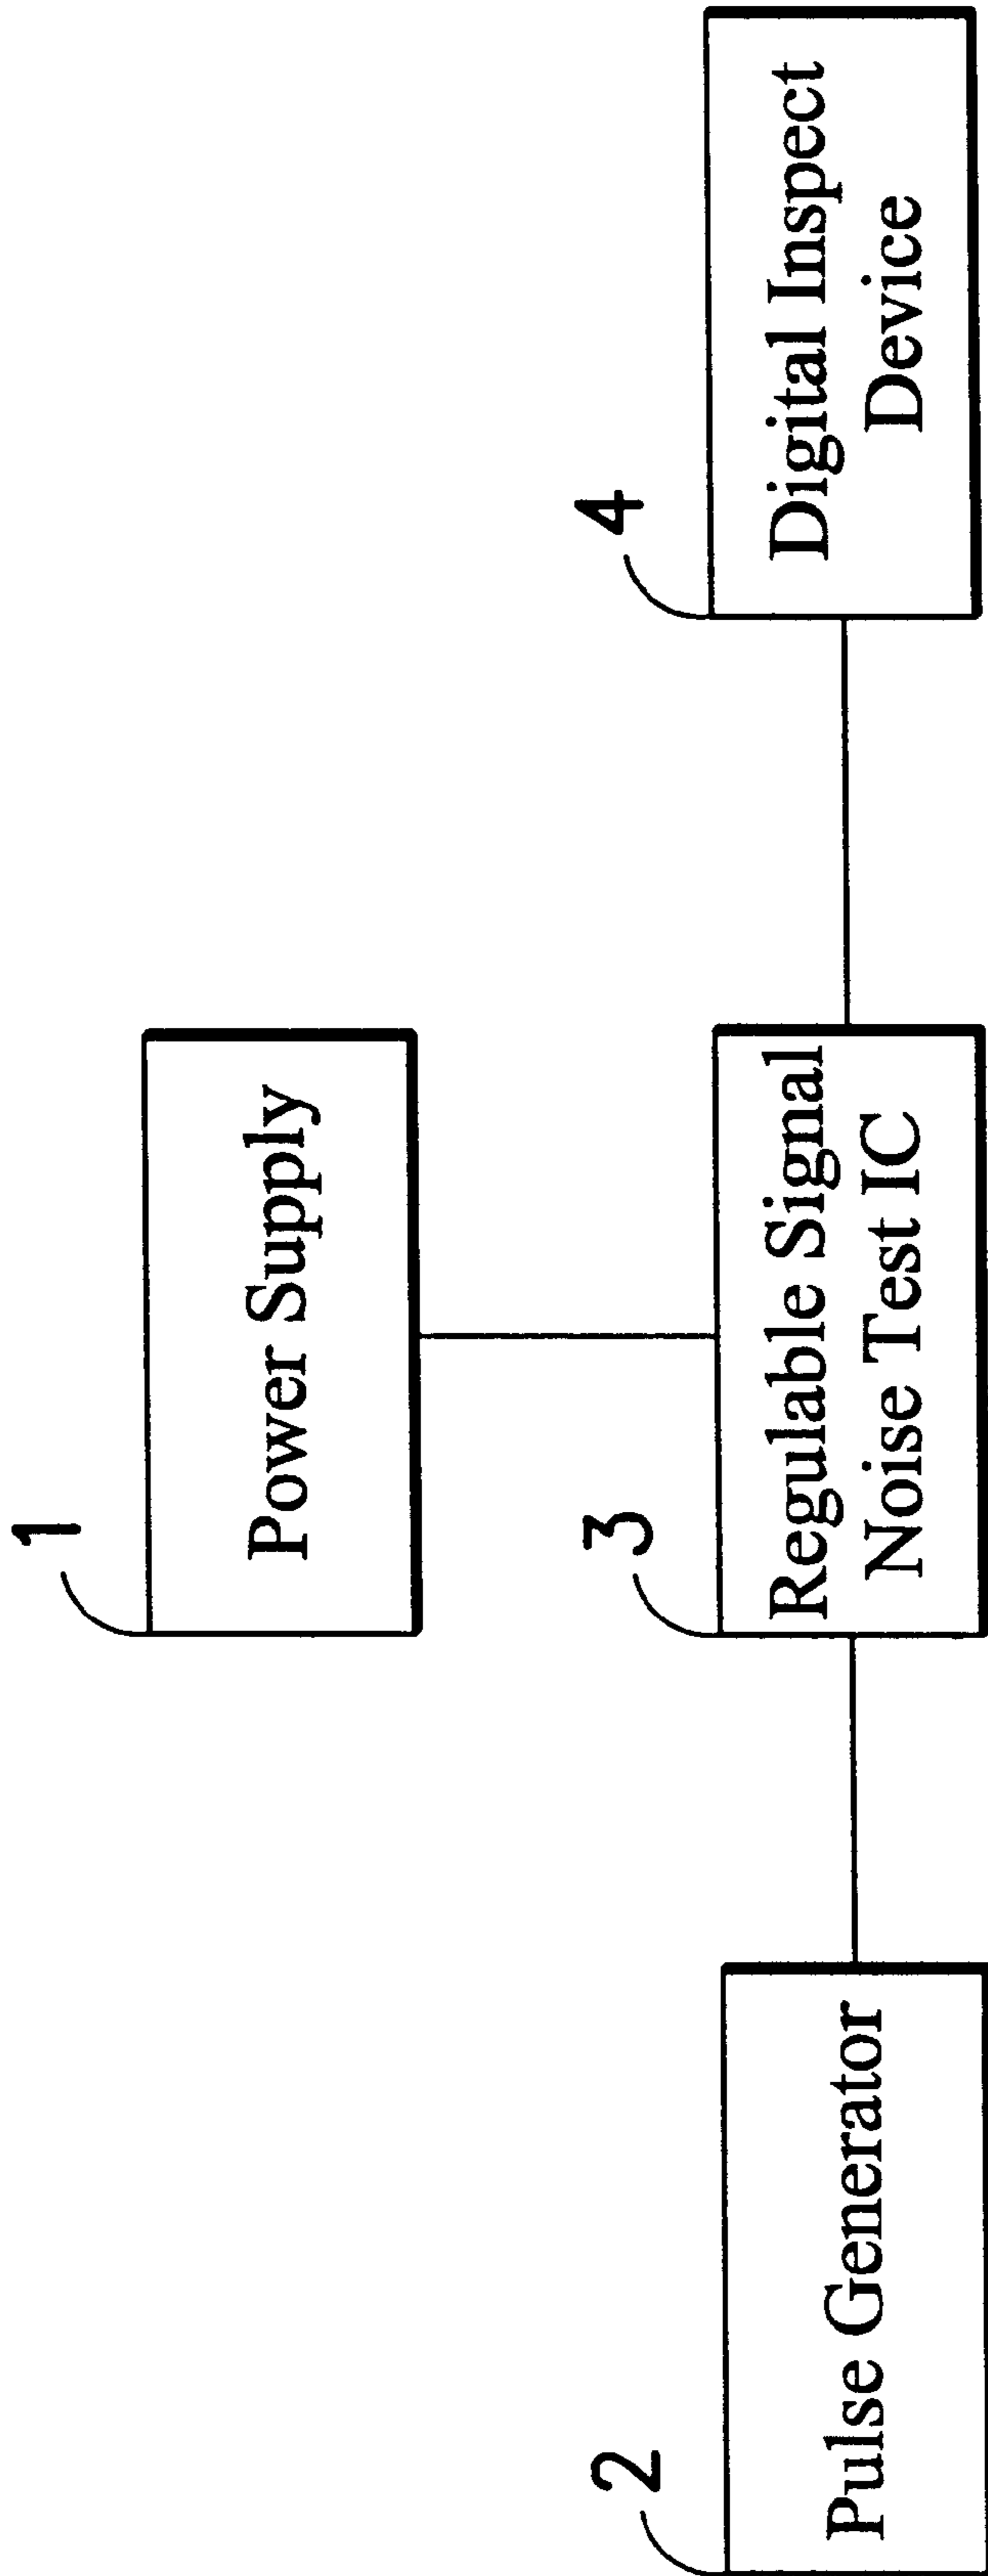 1
Power Supply
2
Pulse Generator
3
Regulable Signal
Noise Test IC
4
Digital Inspect
Device